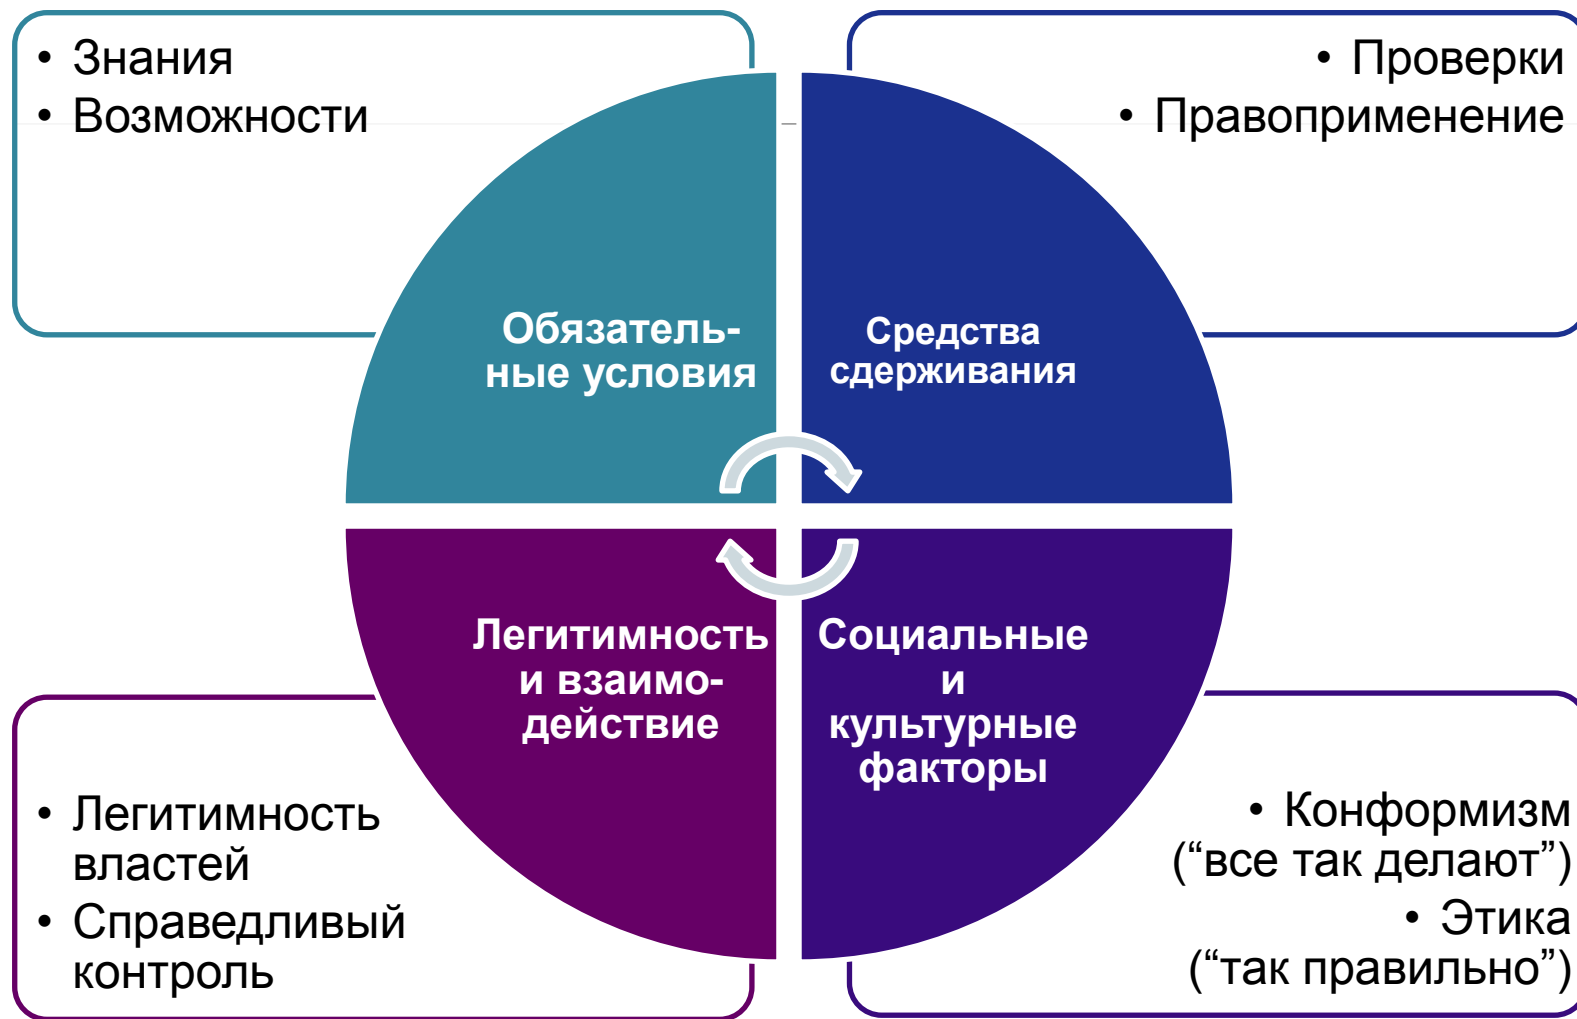 • Знания
• Возможности
• Проверки
• Правоприменение
Обязатель-
ные условия
Средства
сдерживания
Легитимность
и взаимо-
действие
Социальные
и
культурные
факторы
• Легитимность
властей
• Справедливый
контроль
• Конформизм
(“все так делают”)
• Этика
(“так правильно”)